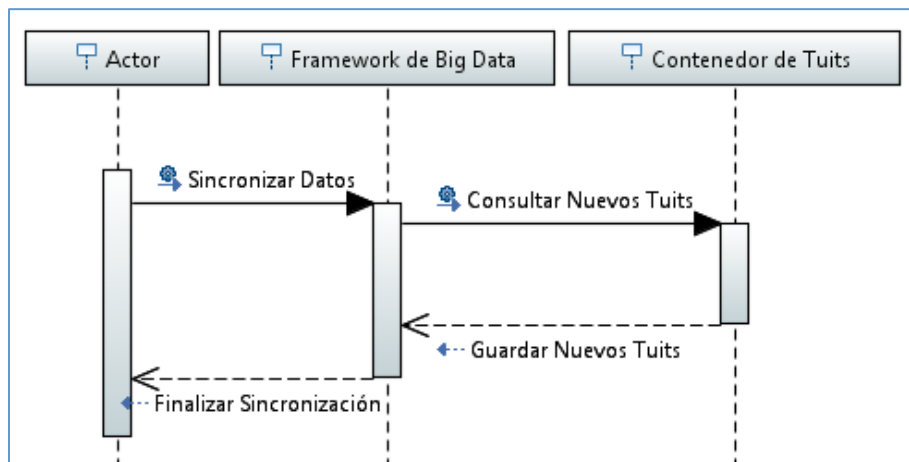 Actor
Framework de Big Data
Contenedor de Tuits
Sincronizar Datos
Consultar Nuevos Tuits
Guardar Nuevos Tuits
Finalizar Sincronización